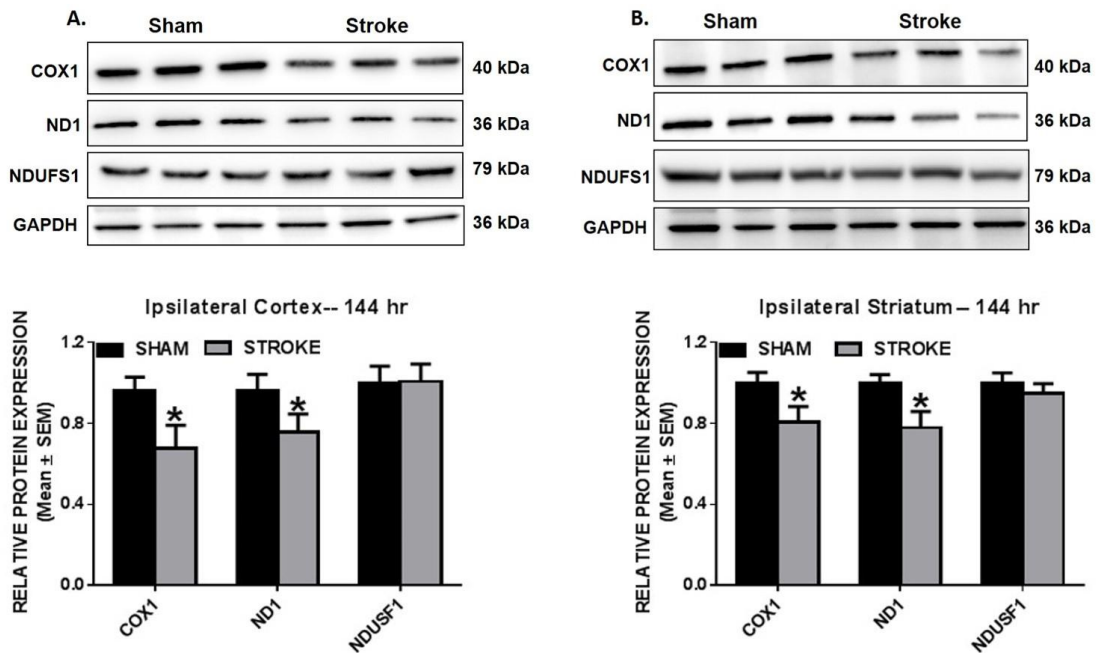 A.
Sham Stroke
COX1 40 kDa
ND1 36 kDa
NDUFS1 79 kDa
GAPDH 36 kDa
Ipsilateral Cortex-- 144 hr
RELATIVE PROTEIN EXPRESSION
(Mean ± SEM)
1.2
0.8
0.4
0.0
SHAM STROKE
*
*
COX1
ND1
NDUSF1
B.
Sham Stroke
COX1 40 kDa
ND1 36 kDa
NDUFS1 79 kDa
GAPDH 36 kDa
Ipsilateral Striatum – 144 hr
RELATIVE PROTEIN EXPRESSION
(Mean ± SEM)
1.2
0.8
0.4
0.0
SHAM STROKE
*
*
COX1
ND1
NDUSF1